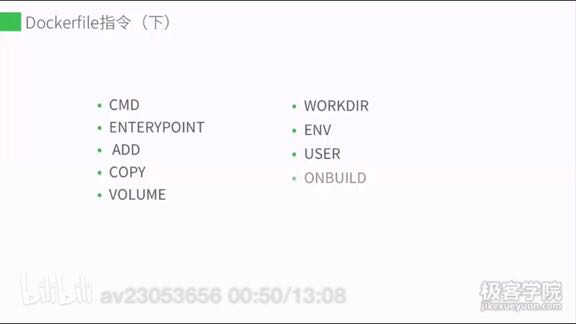 Dockerfile指令（下）
CMD
ENTERYPOINT
ADD
COPY
VOLUME
WORKDIR
ENV
USER
ONBUILD
bilibili av23053656 00:50/13:08
极客学院
jikexueyuan.com